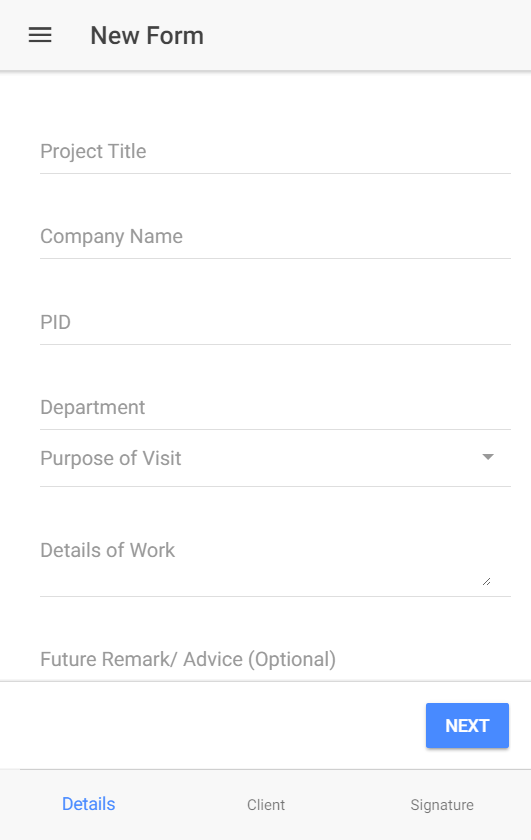 New Form
Project Title
Company Name
PID
Department
Purpose of Visit
Details of Work
Future Remark/ Advice (Optional)
NEXT
Details
Client
Signature